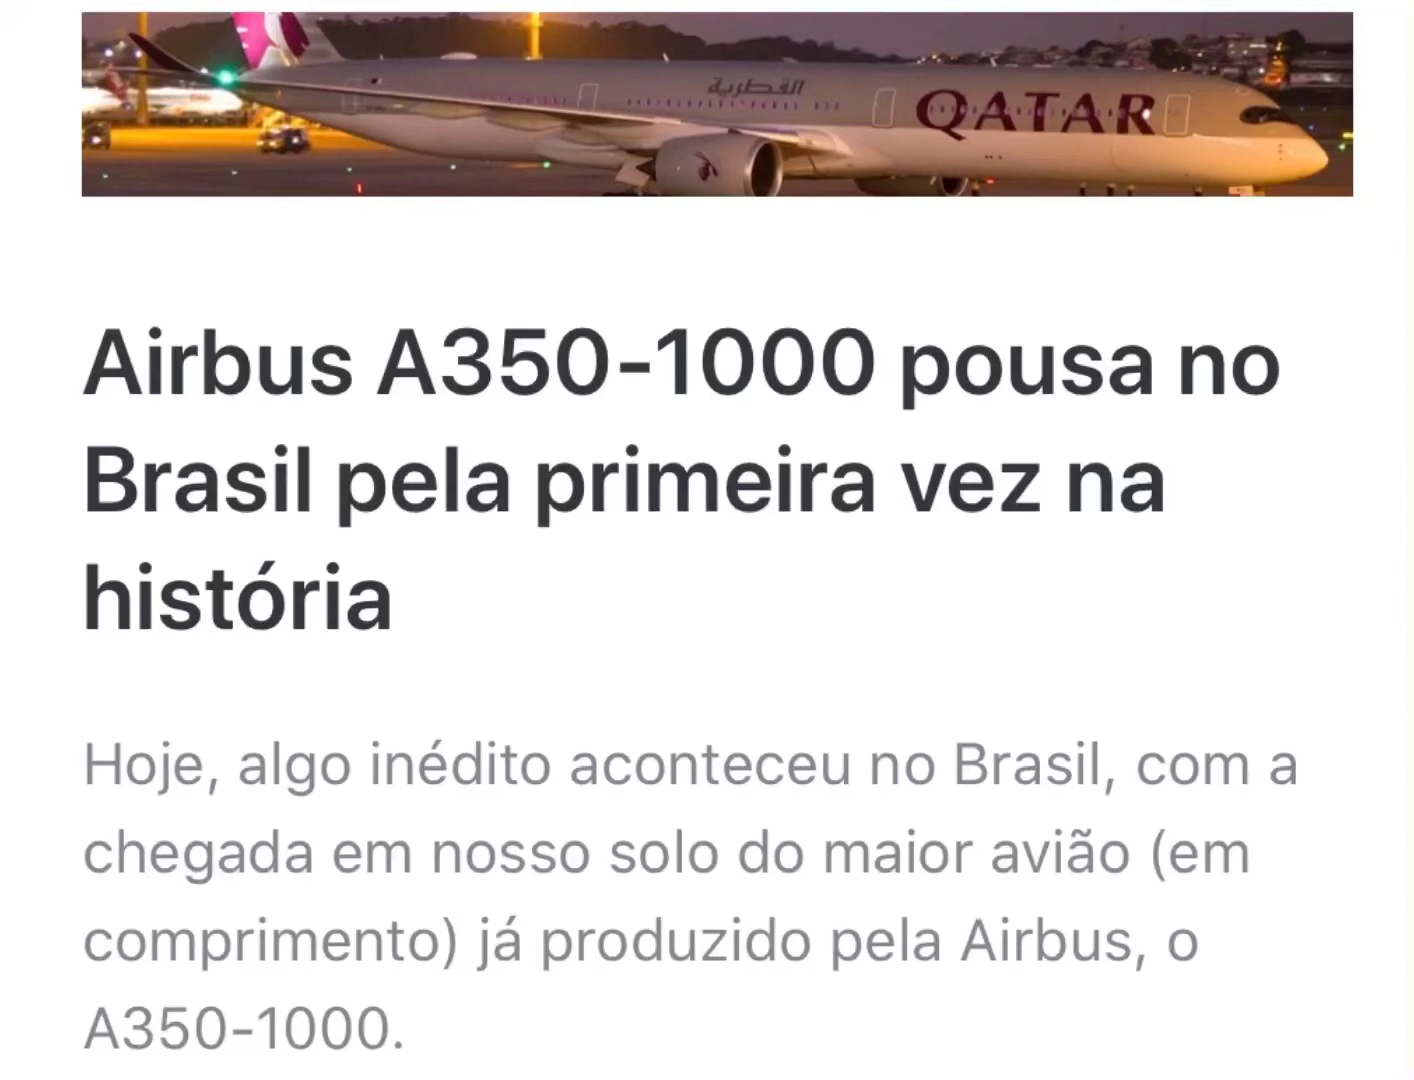 القطرية
QATAR
Airbus A350-1000 pousa no
Brasil pela primeira vez na
história
Hoje, algo inédito aconteceu no Brasil, com a
chegada em nosso solo do maior avião (em
comprimento) já produzido pela Airbus, o
A350-1000.